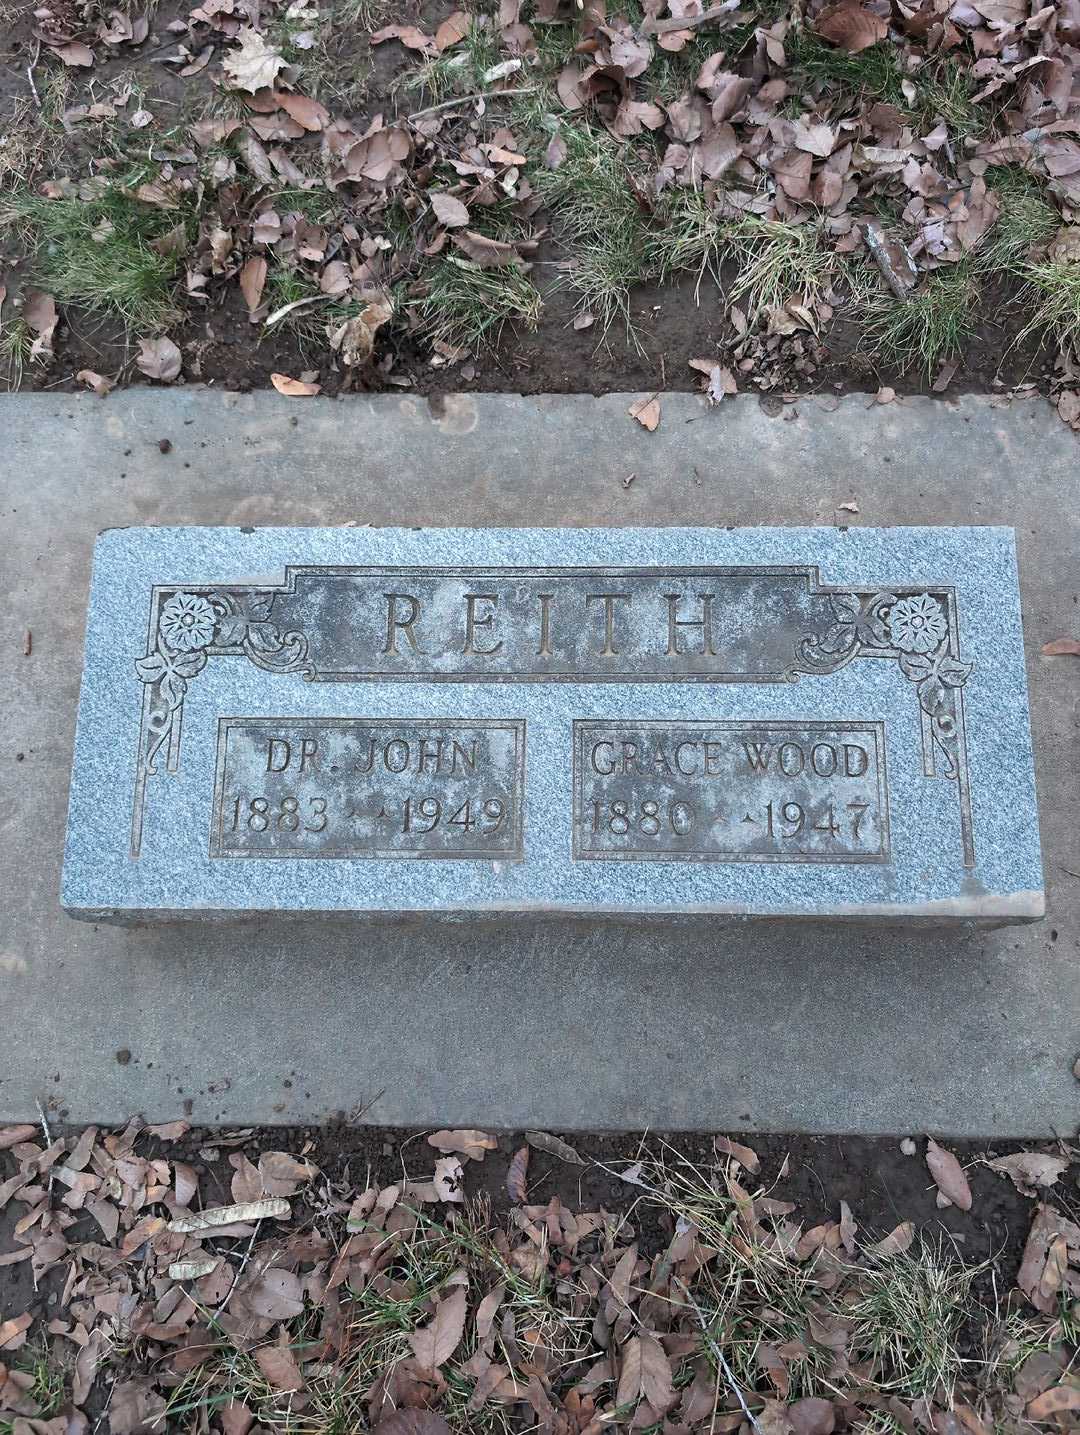 REITH
DR. JOHN
1883 1949
GRACE WOOD
1880 1947